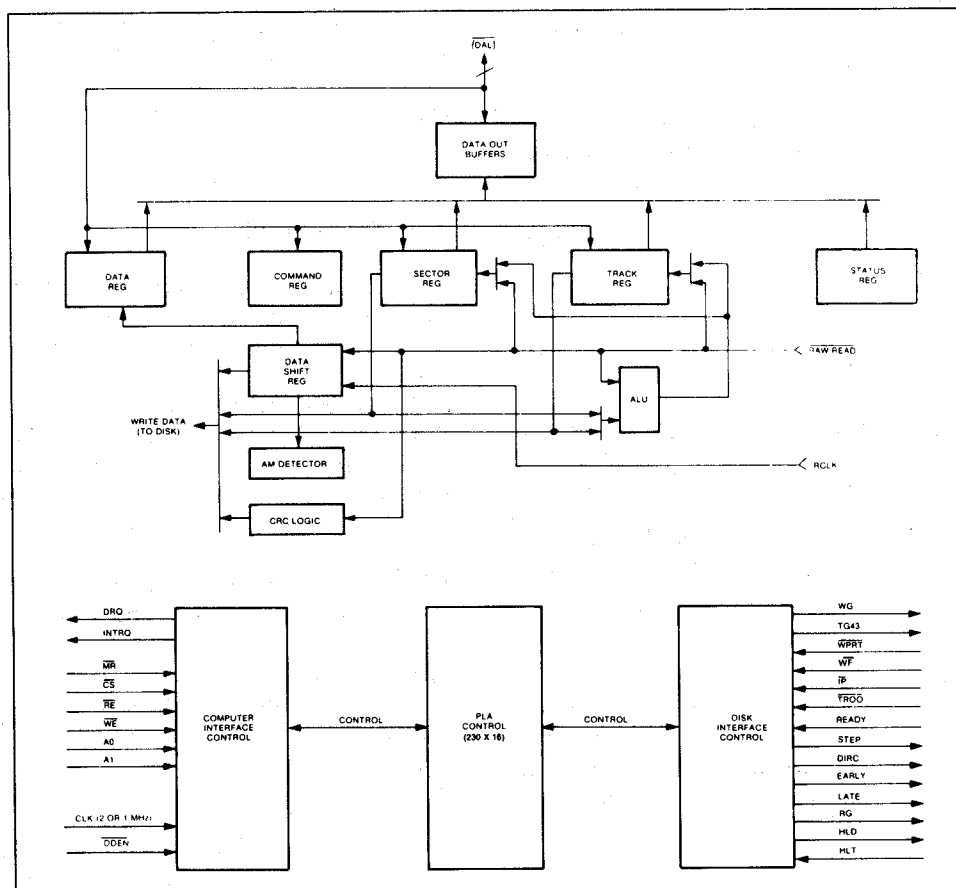 (DAL)
DATA OUT
BUFFERS
DATA
REG
COMMAND
REG
SECTOR
REG
TRACK
REG
STATUS
REG
DATA
SHIFT
REG
RAW READ
ALU
WRITE DATA
(TO DISK)
AM DETECTOR
RCLK
CRC LOGIC
DRQ
INTRQ
MR
CS
RE
WE
A0
A1
CLK (2 OR 1 MHz)
DDEN
COMPUTER
INTERFACE
CONTROL
CONTROL
PLA
CONTROL
(230 X 16)
CONTROL
DISK
INTERFACE
CONTROL
WG
TG43
WPRT
WF
IP
TROO
READY
STEP
DIRC
EARLY
LATE
RG
HLD
HLT